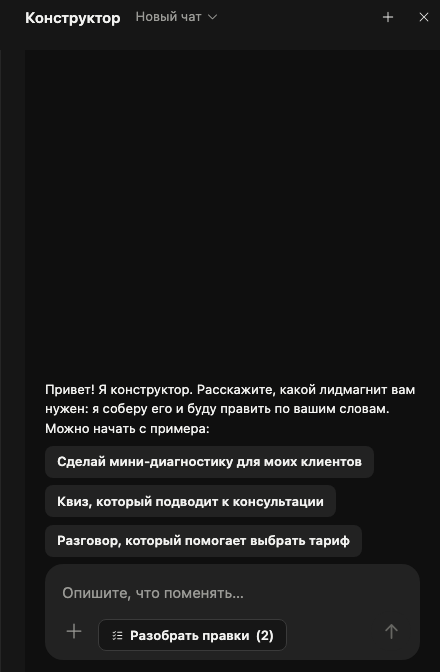 Конструктор Новый чат
Привет! Я конструктор. Расскажите, какой лидмагнит вам
нужен: я соберу его и буду править по вашим словам.
Можно начать с примера:
Сделай мини-диагностику для моих клиентов
Квиз, который подводит к консультации
Разговор, который помогает выбрать тариф
Опишите, что поменять...
Разобрать правки (2)